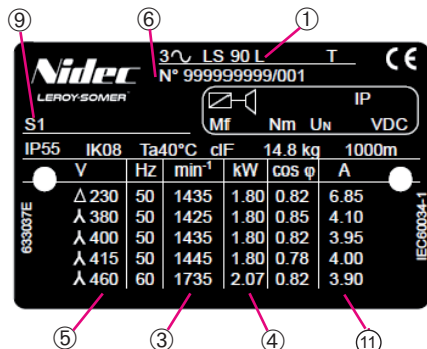 ⑨ ⑥ ①
Nidec
LEROY-SOMER®
3∿ LS 90 L T CE
N° 999999999/001
IP
Mf Nm UN VDC
S1
IP55 IK08 Ta40°C clF 14.8 kg 1000m
V Hz min-1 kW cos φ A
Δ 230 50 1435 1.80 0.82 6.85
⅄ 380 50 1425 1.80 0.85 4.10
⅄ 400 50 1435 1.80 0.82 3.95
⅄ 415 50 1445 1.80 0.78 4.00
⅄ 460 60 1735 2.07 0.82 3.90
633037E
IEC60034-1
⑤ ③ ④ ⑪